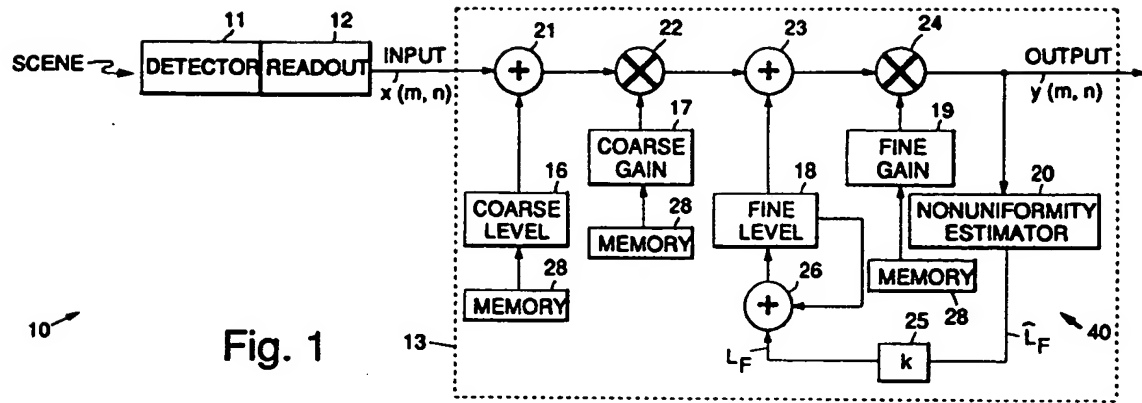 11
12
SCENE
DETECTOR
READOUT
INPUT
x (m, n)
21
22
23
24
OUTPUT
y (m, n)
17
COARSE
GAIN
19
FINE
GAIN
16
COARSE
LEVEL
28
MEMORY
18
FINE
LEVEL
20
NONUNIFORMITY
ESTIMATOR
28
MEMORY
26
MEMORY
28
10
Fig. 1
13
L_F
25
k
L̂_F
40